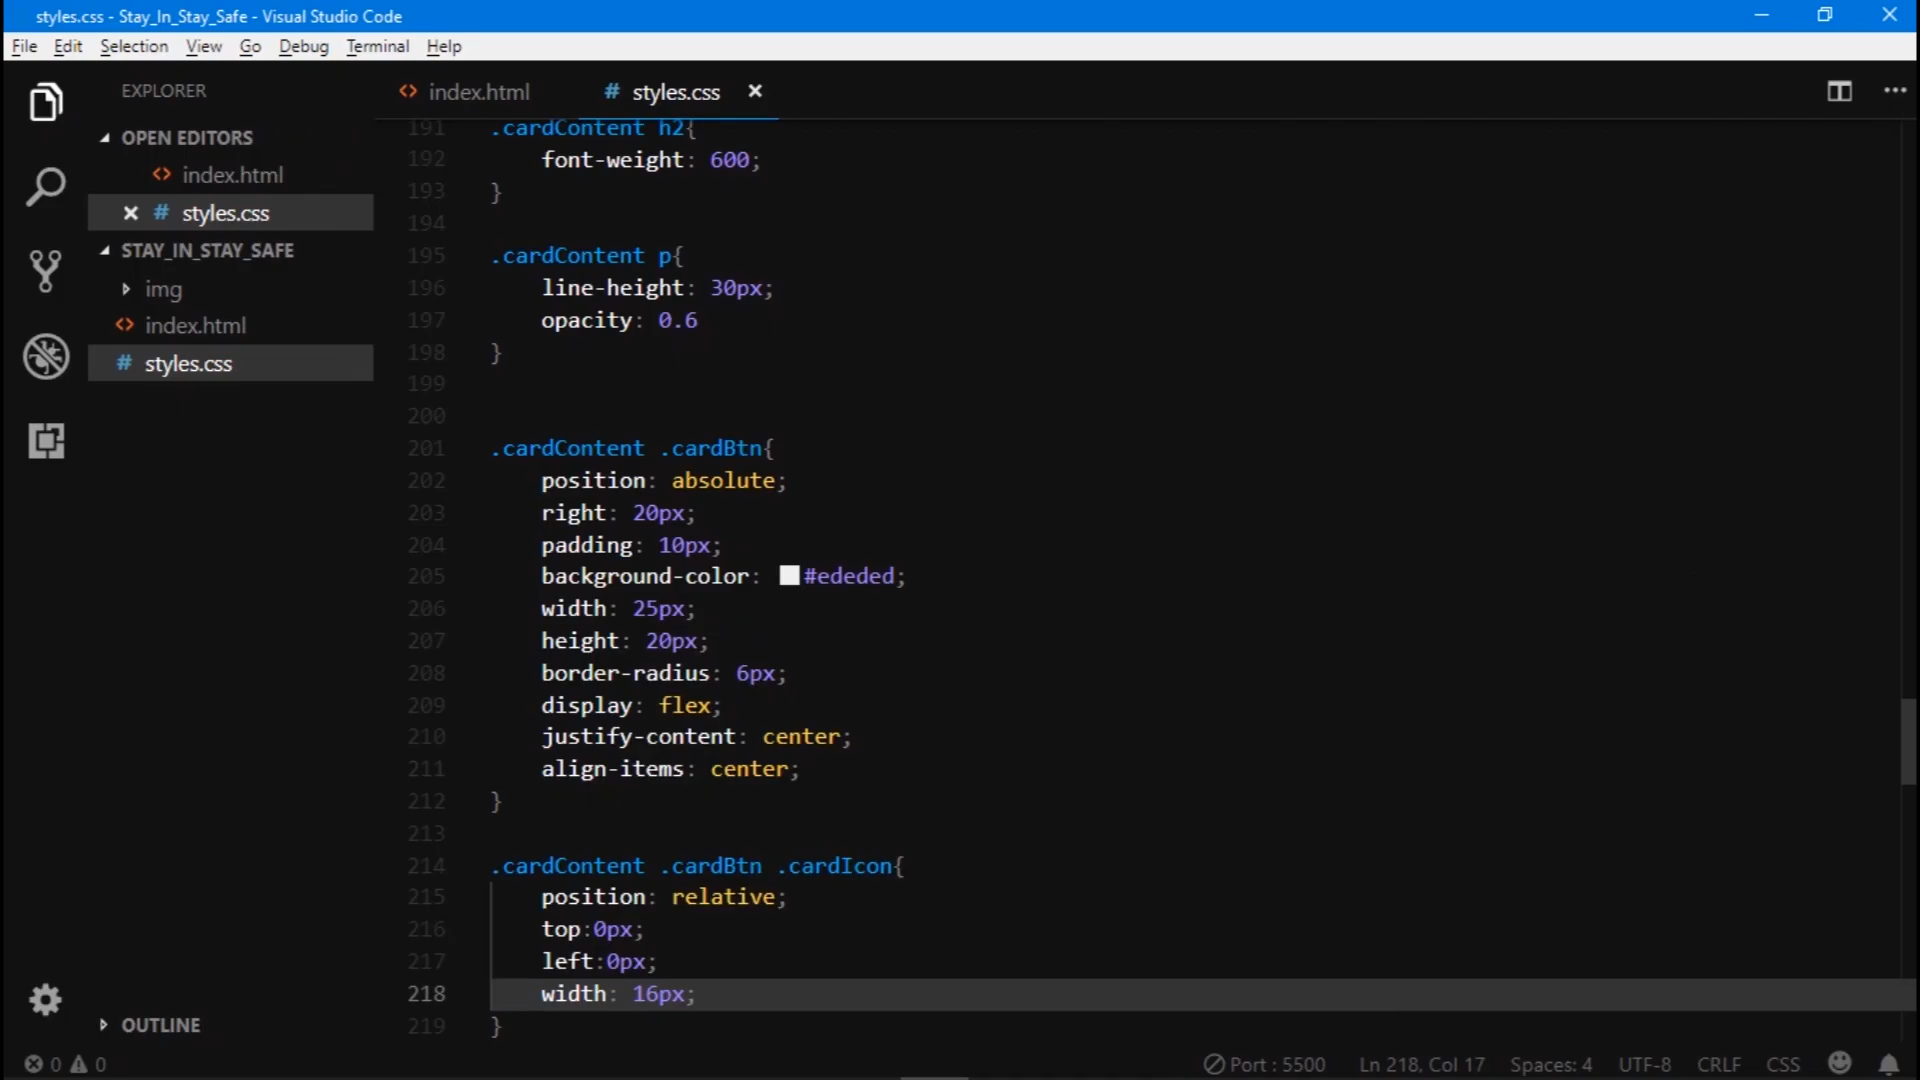 styles.css - Stay_In_Stay_Safe - Visual Studio Code
File Edit Selection View Go Debug Terminal Help
EXPLORER
OPEN EDITORS
<> index.html
× # styles.css
STAY_IN_STAY_SAFE
img
<> index.html
# styles.css
OUTLINE
<> index.html # styles.css ×
191 .cardContent h2{
192 font-weight: 600;
193 }
194
195 .cardContent p{
196 line-height: 30px;
197 opacity: 0.6
198 }
199
200
201 .cardContent .cardBtn{
202 position: absolute;
203 right: 20px;
204 padding: 10px;
205 background-color: #ededed;
206 width: 25px;
207 height: 20px;
208 border-radius: 6px;
209 display: flex;
210 justify-content: center;
211 align-items: center;
212 }
213
214 .cardContent .cardBtn .cardIcon{
215 position: relative;
216 top:0px;
217 left:0px;
218 width: 16px;
219 }
0 0 Port : 5500 Ln 218, Col 17 Spaces: 4 UTF-8 CRLF CSS